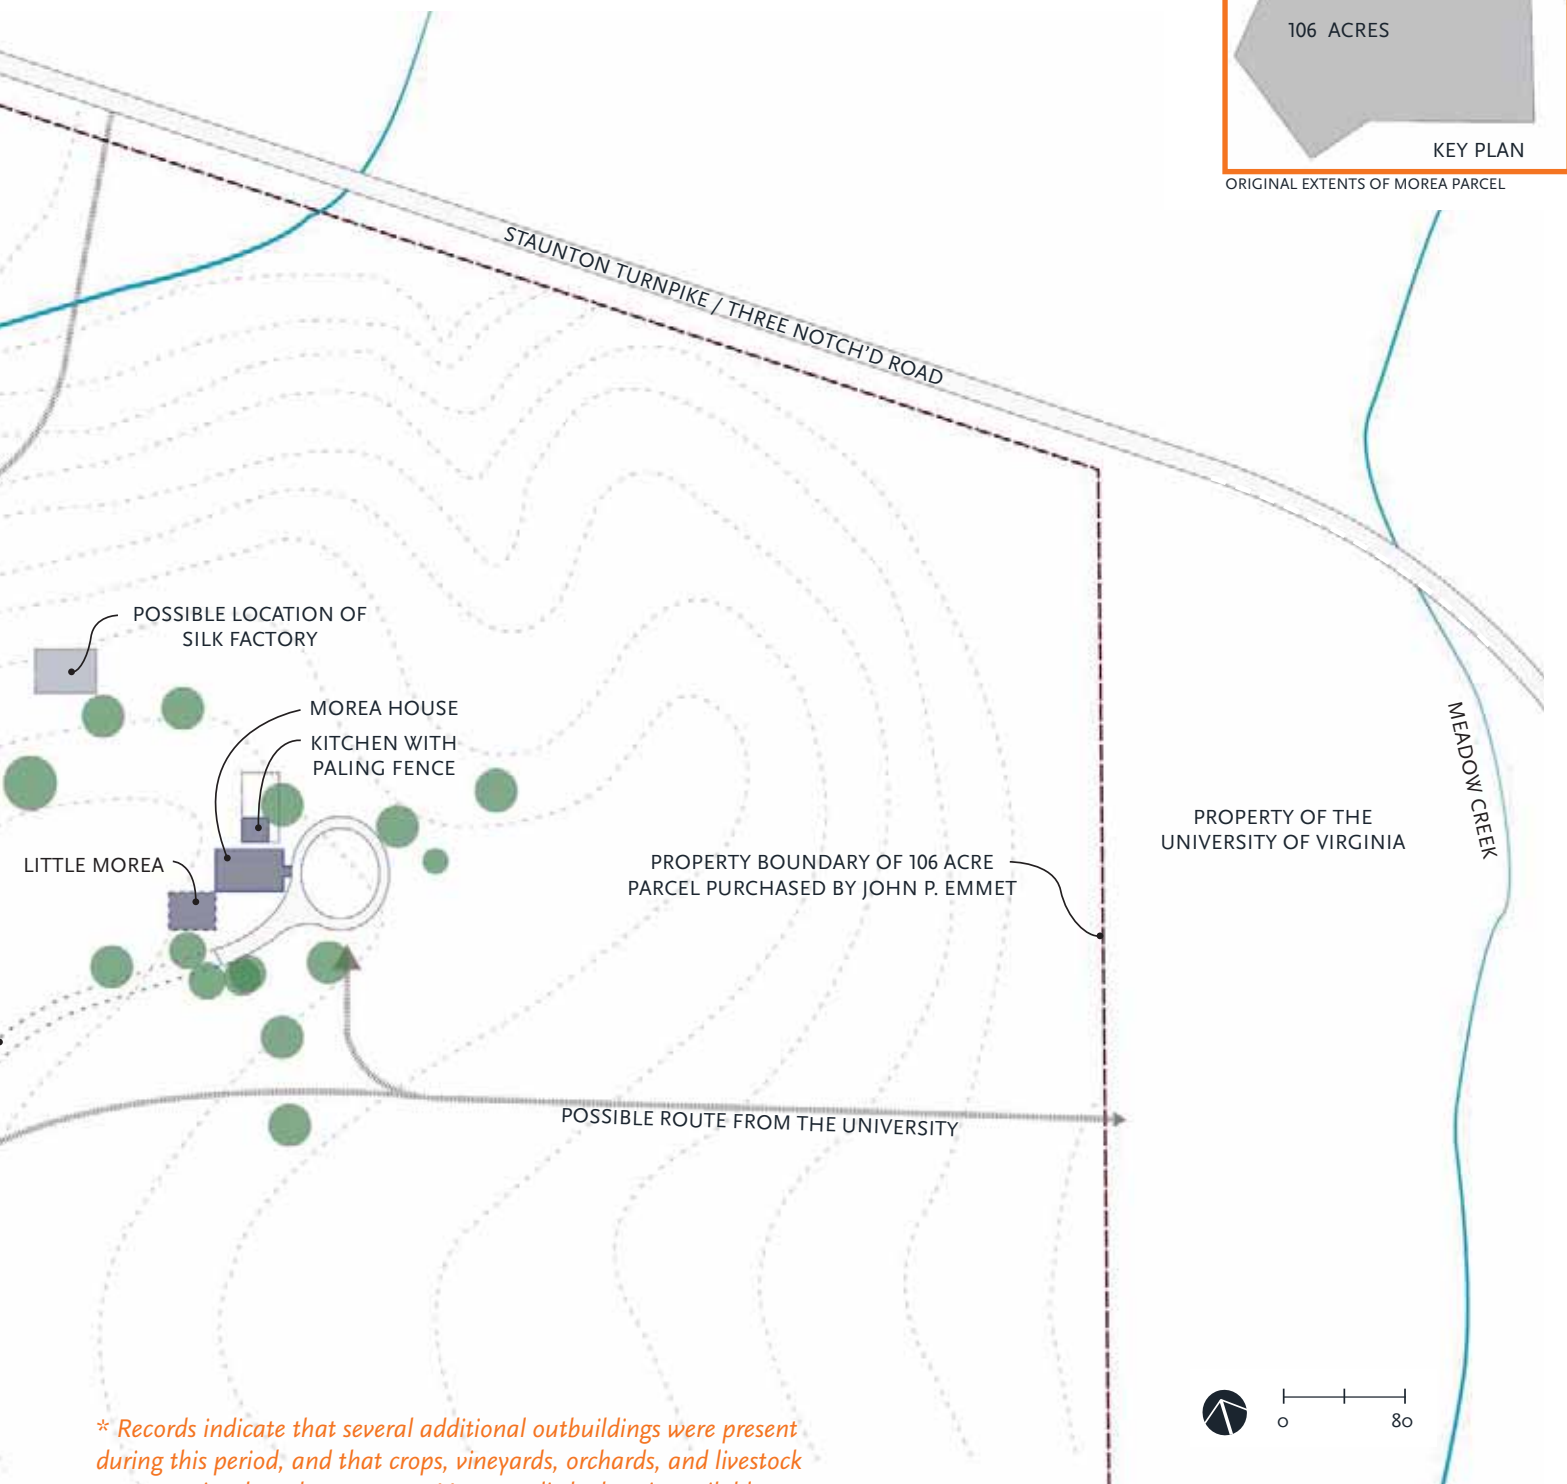 106 ACRES
KEY PLAN
ORIGINAL EXTENTS OF MOREA PARCEL
STAUNTON TURNPIKE / THREE NOTCH'D ROAD
POSSIBLE LOCATION OF
SILK FACTORY
MOREA HOUSE
KITCHEN WITH
PALING FENCE
LITTLE MOREA
PROPERTY BOUNDARY OF 106 ACRE
PARCEL PURCHASED BY JOHN P. EMMET
PROPERTY OF THE
UNIVERSITY OF VIRGINIA
MEADOW CREEK
POSSIBLE ROUTE FROM THE UNIVERSITY
0 80
* Records indicate that several additional outbuildings were present
during this period, and that crops, vineyards, orchards, and livestock